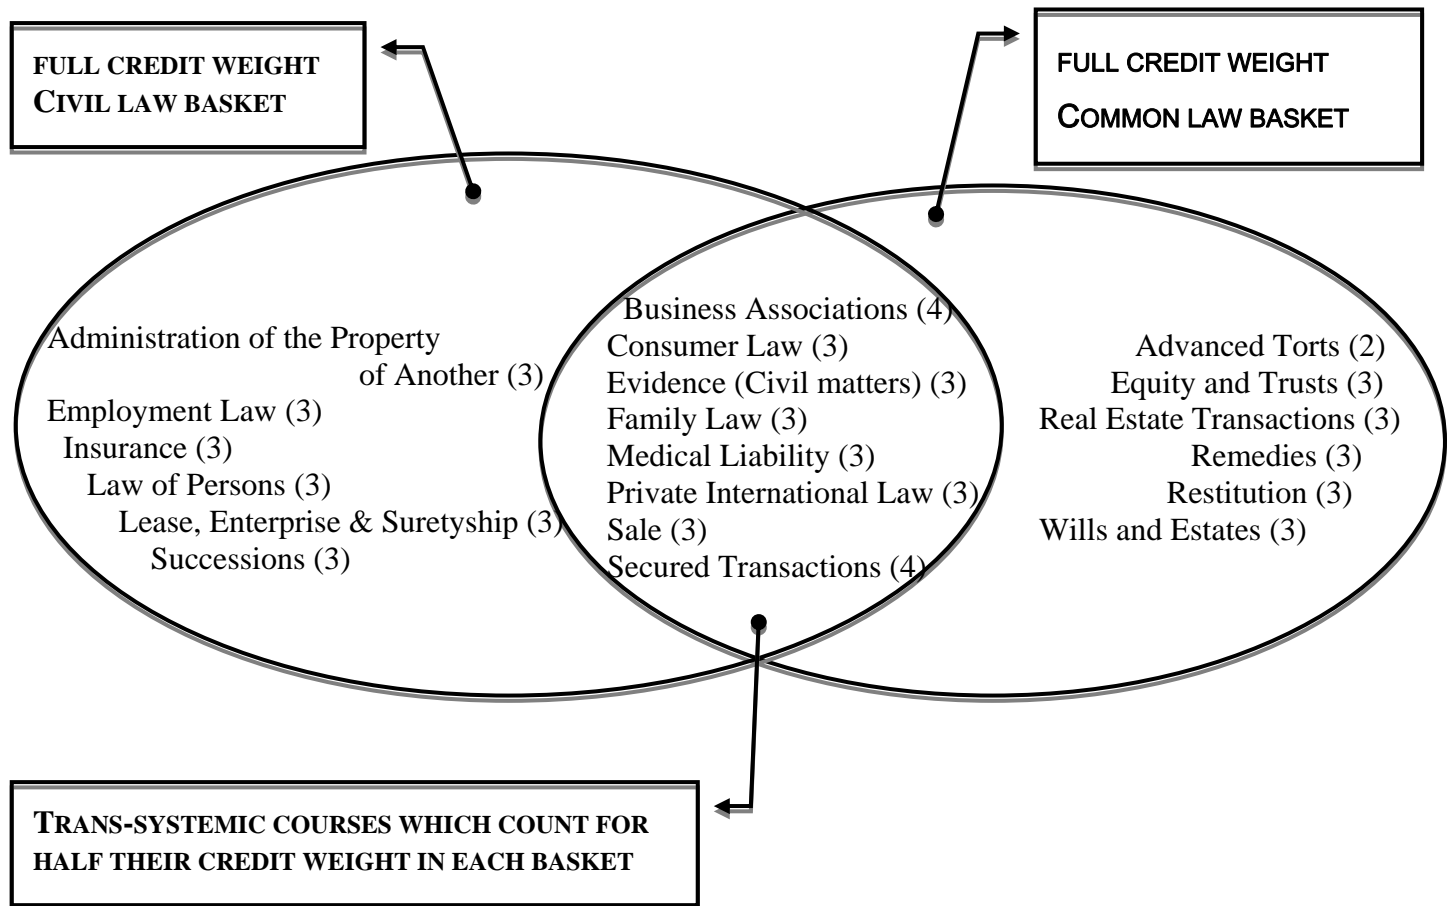 FULL CREDIT WEIGHT
CIVIL LAW BASKET
FULL CREDIT WEIGHT
COMMON LAW BASKET
Administration of the Property
of Another (3)
Employment Law (3)
Insurance (3)
Law of Persons (3)
Lease, Enterprise & Suretyship (3)
Successions (3)
Business Associations (4)
Consumer Law (3)
Evidence (Civil matters) (3)
Family Law (3)
Medical Liability (3)
Private International Law (3)
Sale (3)
Secured Transactions (4)
Advanced Torts (2)
Equity and Trusts (3)
Real Estate Transactions (3)
Remedies (3)
Restitution (3)
Wills and Estates (3)
TRANS-SYSTEMIC COURSES WHICH COUNT FOR
HALF THEIR CREDIT WEIGHT IN EACH BASKET